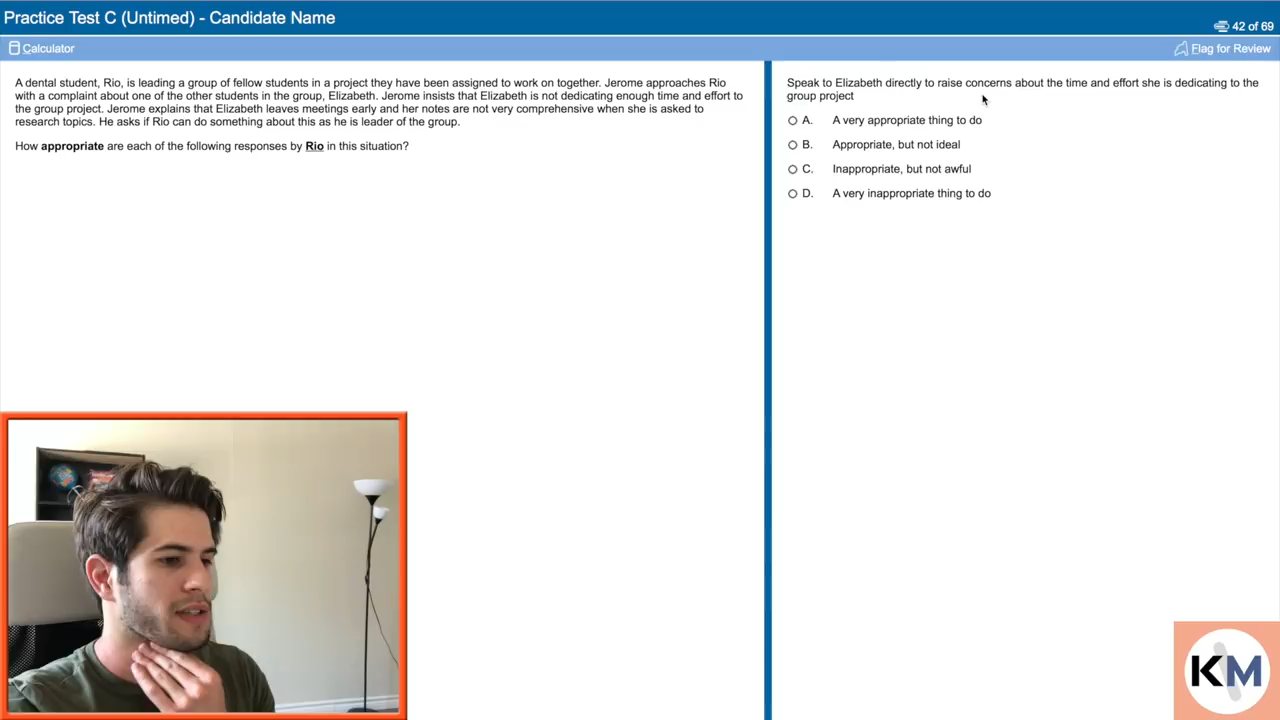 Practice Test C (Untimed) - Candidate Name
42 of 69
Calculator
Flag for Review
A dental student, Rio, is leading a group of fellow students in a project they have been assigned to work on together. Jerome approaches Rio
with a complaint about one of the other students in the group, Elizabeth. Jerome insists that Elizabeth is not dedicating enough time and effort to
the group project. Jerome explains that Elizabeth leaves meetings early and her notes are not very comprehensive when she is asked to
research topics. He asks if Rio can do something about this as he is leader of the group.
How appropriate are each of the following responses by Rio in this situation?
Speak to Elizabeth directly to raise concerns about the time and effort she is dedicating to the
group project
A. A very appropriate thing to do
B. Appropriate, but not ideal
C. Inappropriate, but not awful
D. A very inappropriate thing to do
KM